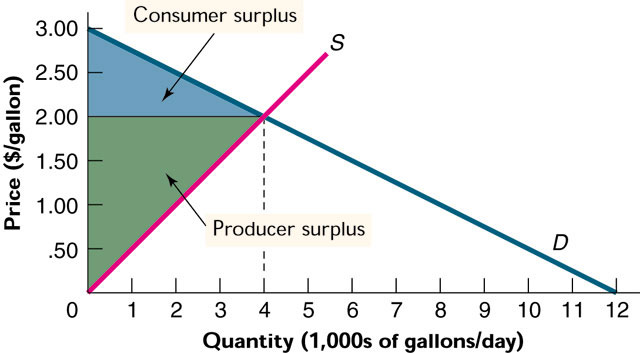 Consumer surplus
3.00
S
2.50
2.00
1.50
1.00
.50
Price ($/gallon)
Producer surplus
D
0 1 2 3 4 5 6 7 8 9 10 11 12
Quantity (1,000s of gallons/day)